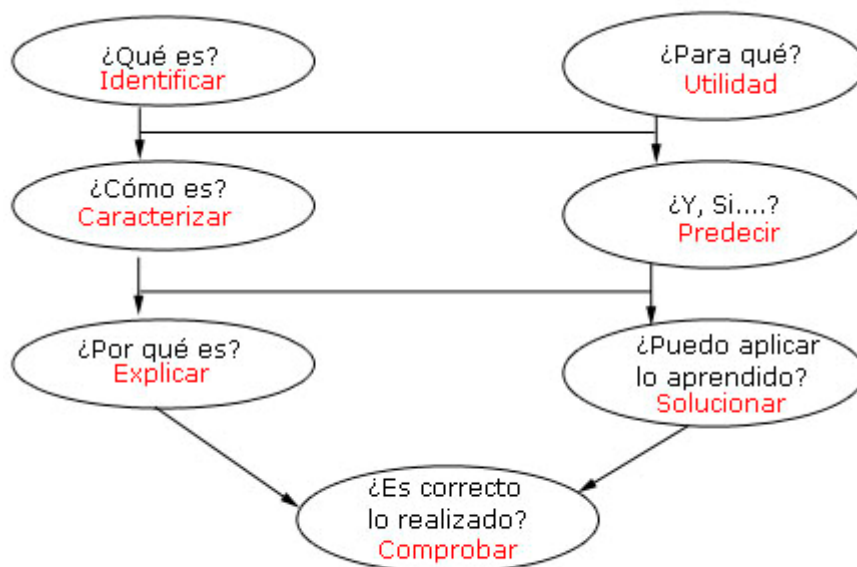 ¿Qué es?
Identificar
¿Para qué?
Utilidad
¿Cómo es?
Caracterizar
¿Y, Si....?
Predecir
¿Por qué es?
Explicar
¿Puedo aplicar
lo aprendido?
Solucionar
¿Es correcto
lo realizado?
Comprobar